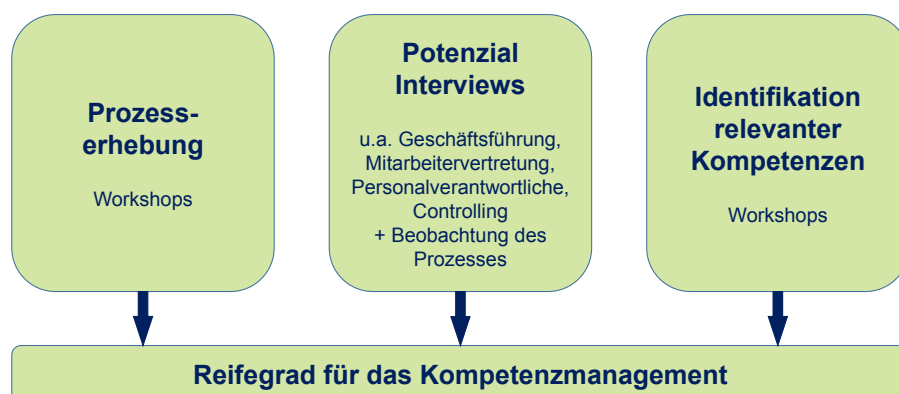 Prozess-
erhebung
Workshops
Potenzial
Interviews
u.a. Geschäftsführung,
Mitarbeitervertretung,
Personalverantwortliche,
Controlling
+ Beobachtung des
Prozesses
Identifikation
relevanter
Kompetenzen
Workshops
Reifegrad für das Kompetenzmanagement